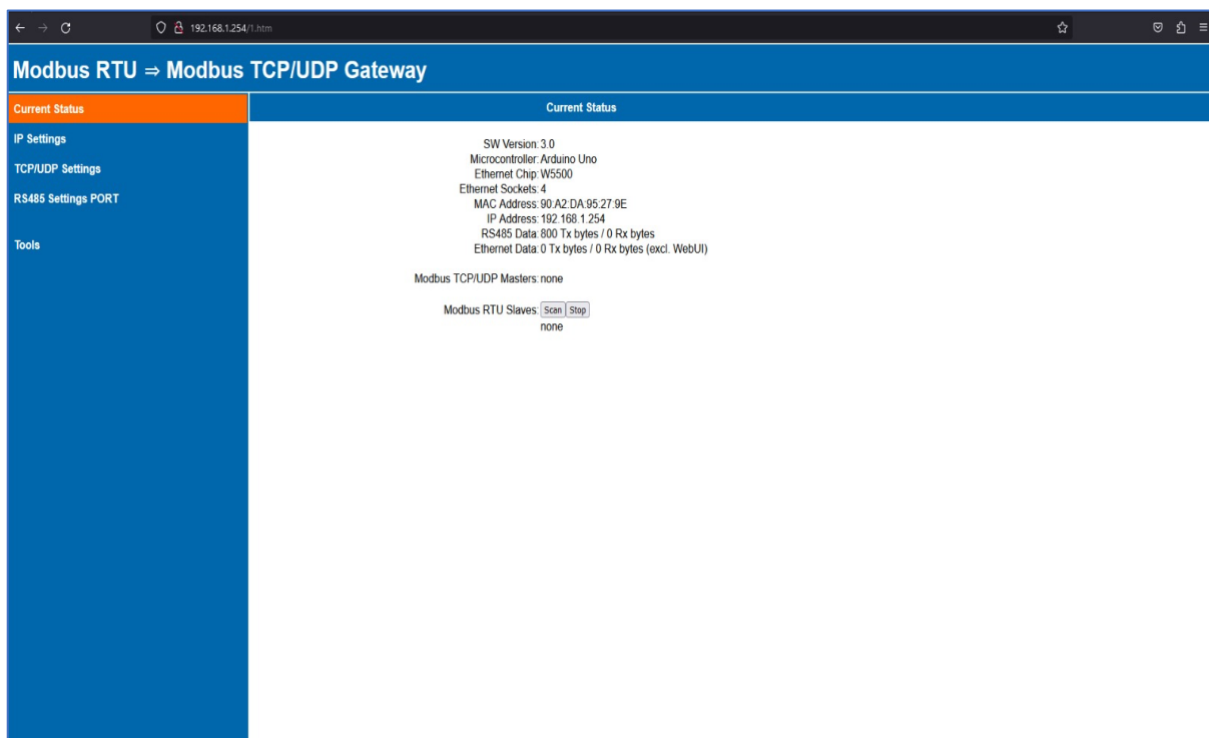 192.168.1.254/1.htm
Modbus RTU ⇒ Modbus TCP/UDP Gateway
Current Status
IP Settings
TCP/UDP Settings
RS485 Settings PORT
Tools
Current Status
SW Version: 3.0
Microcontroller: Arduino Uno
Ethernet Chip: W5500
Ethernet Sockets: 4
MAC Address: 90:A2:DA:95:27:9E
IP Address: 192.168.1.254
RS485 Data: 800 Tx bytes / 0 Rx bytes
Ethernet Data: 0 Tx bytes / 0 Rx bytes (excl. WebUI)
Modbus TCP/UDP Masters: none
Modbus RTU Slaves: Scan Stop
none